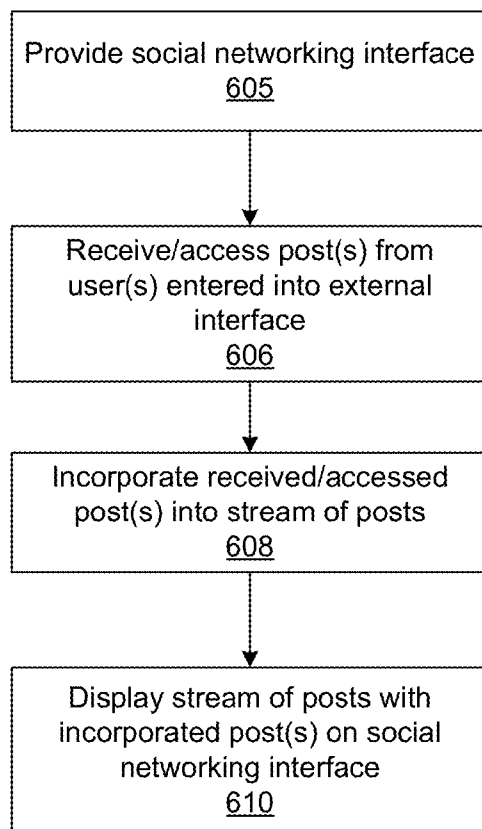 Provide social networking interface
605
Receive/access post(s) from
user(s) entered into external
interface
606
Incorporate received/accessed
post(s) into stream of posts
608
Display stream of posts with
incorporated post(s) on social
networking interface
610